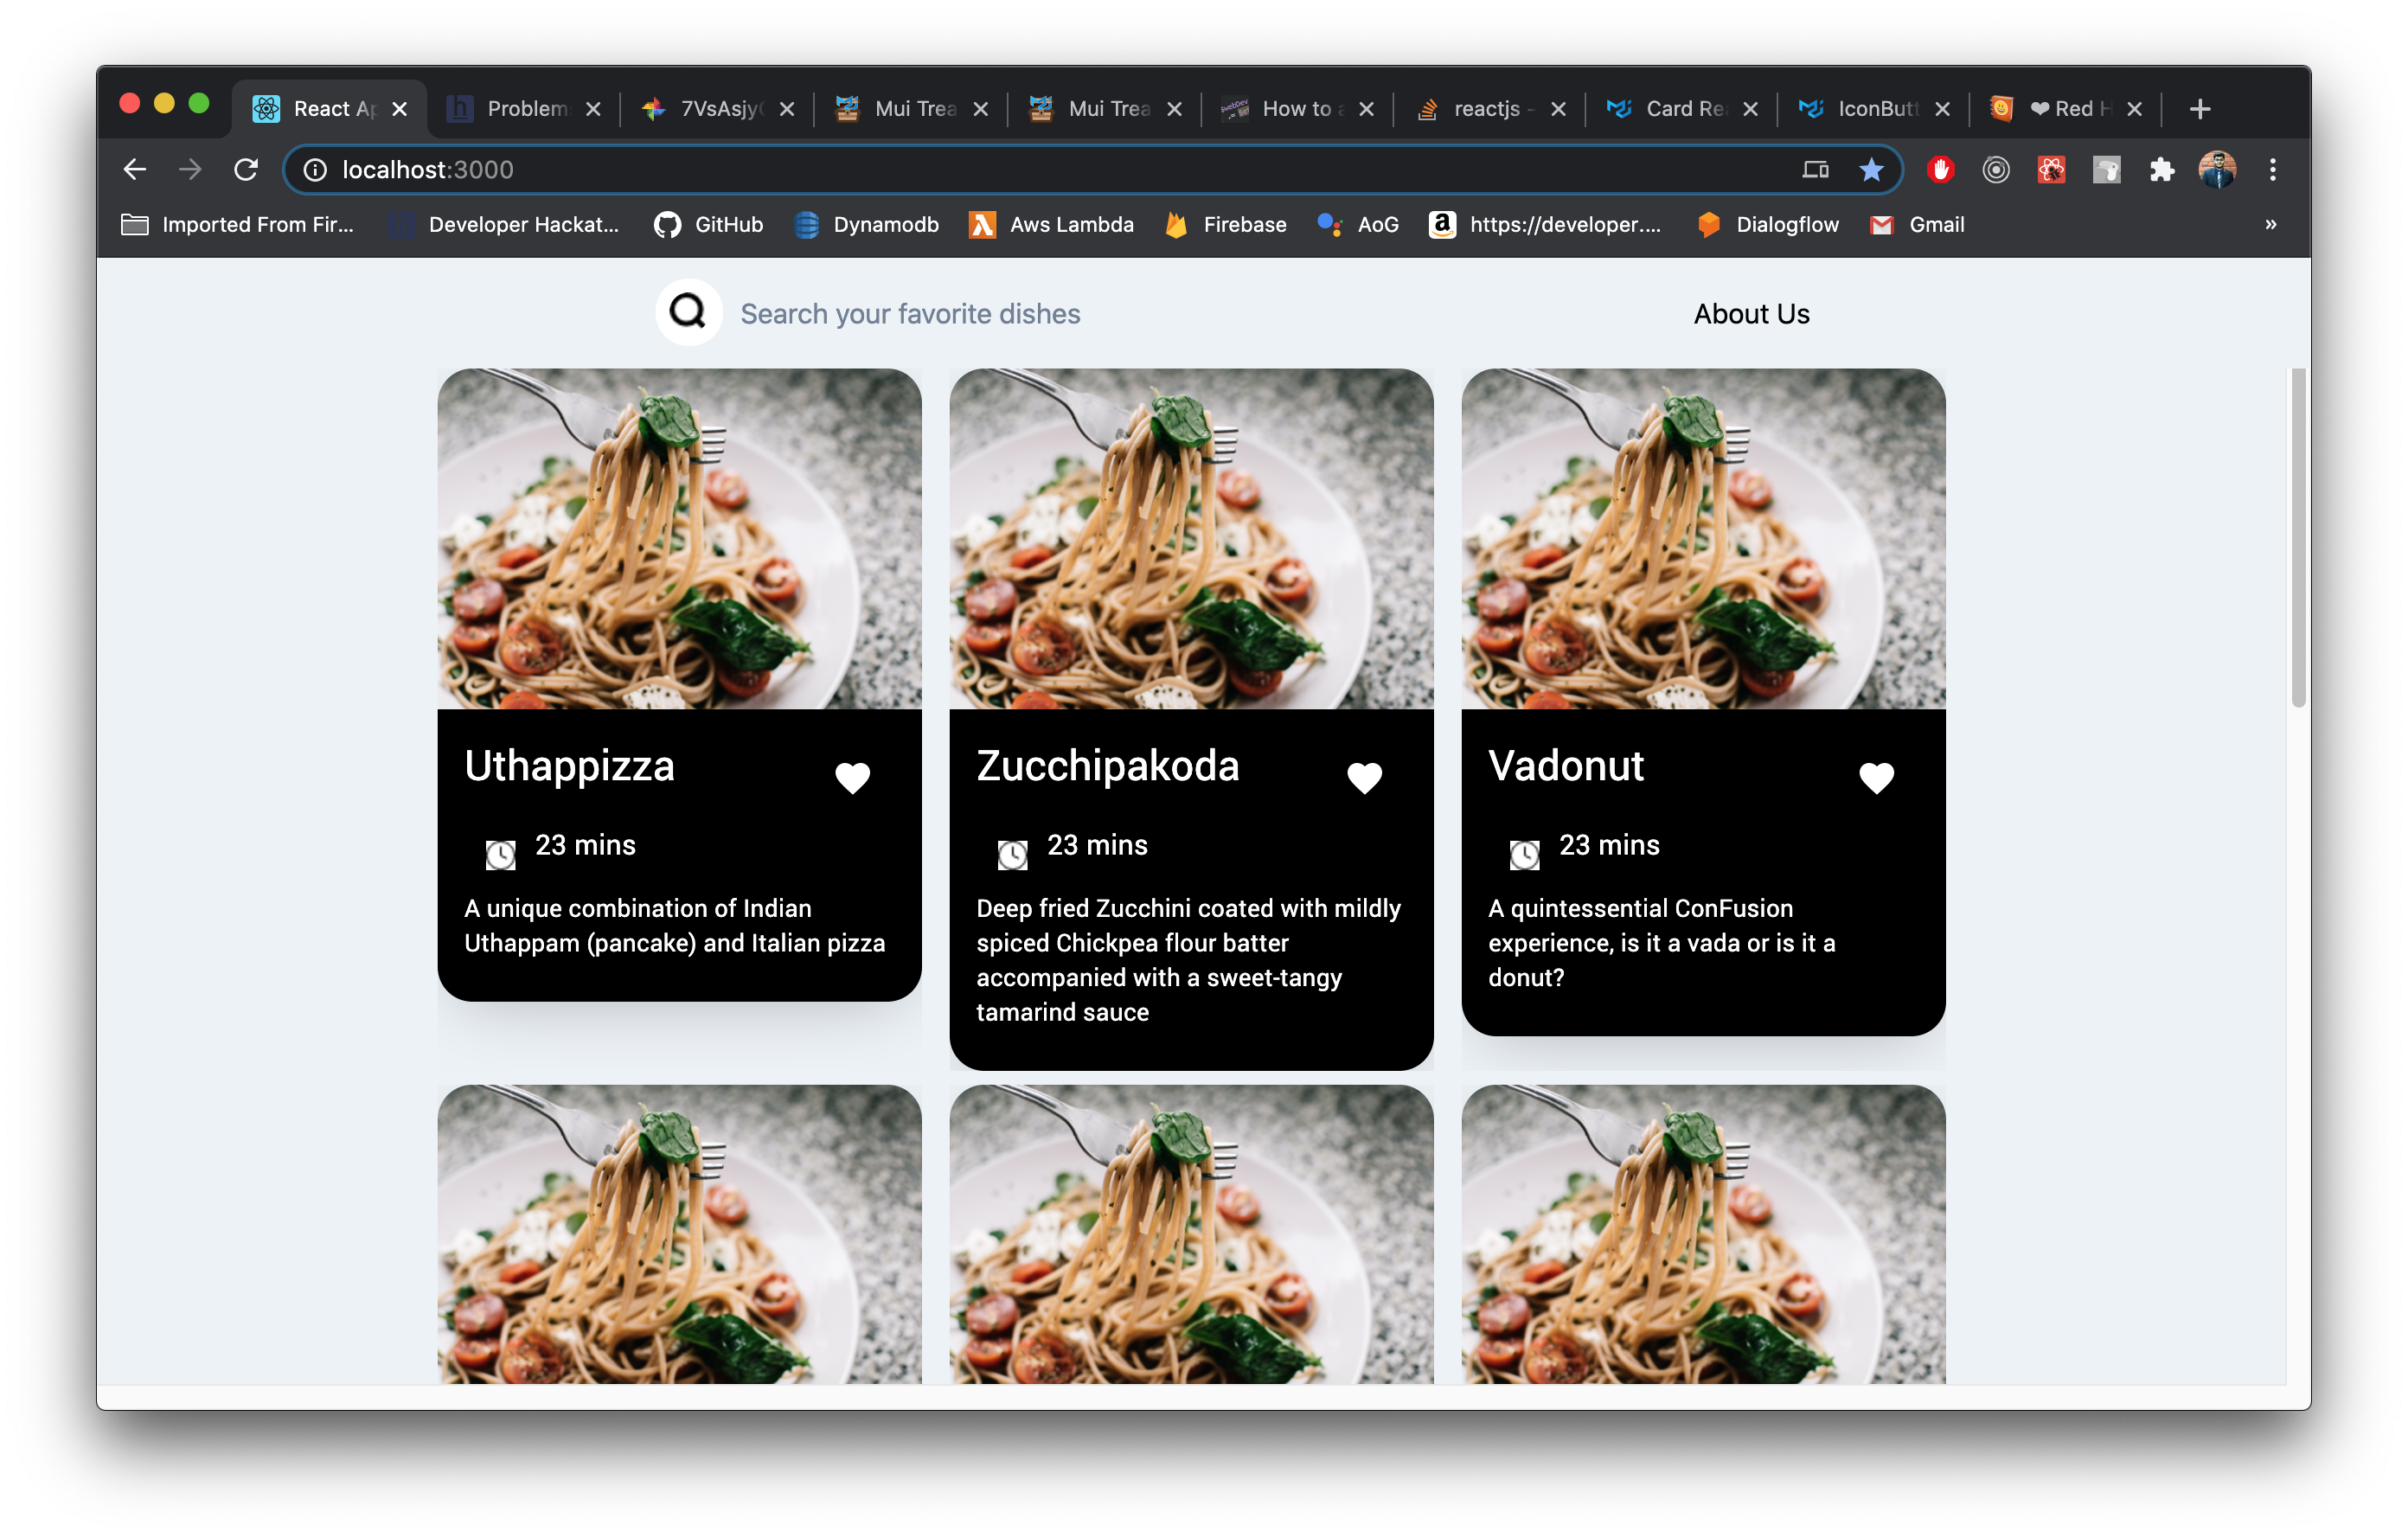 React Ap
Problem
7VsAsjy
Mui Trea
Mui Trea
How to a
reactjs -
Card Re
IconButt
❤ Red H
localhost:3000
Imported From Fir...
Developer Hackat...
GitHub
Dynamodb
Aws Lambda
Firebase
AoG
https://developer....
Dialogflow
Gmail
»
Search your favorite dishes
About Us
Uthappizza
23 mins
A unique combination of Indian
Uthappam (pancake) and Italian pizza
Zucchipakoda
23 mins
Deep fried Zucchini coated with mildly
spiced Chickpea flour batter
accompanied with a sweet-tangy
tamarind sauce
Vadonut
23 mins
A quintessential ConFusion
experience, is it a vada or is it a
donut?